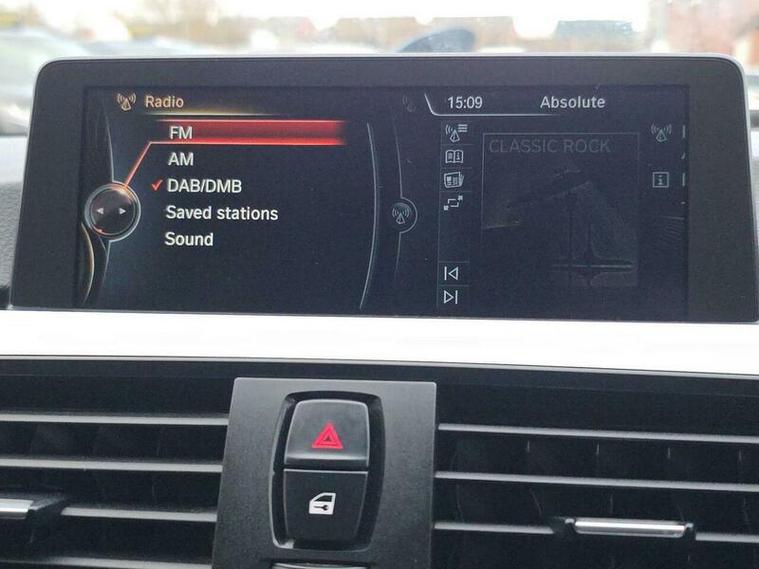 Radio
15:09
Absolute
FM
AM
DAB/DMB
Saved stations
Sound
CLASSIC ROCK